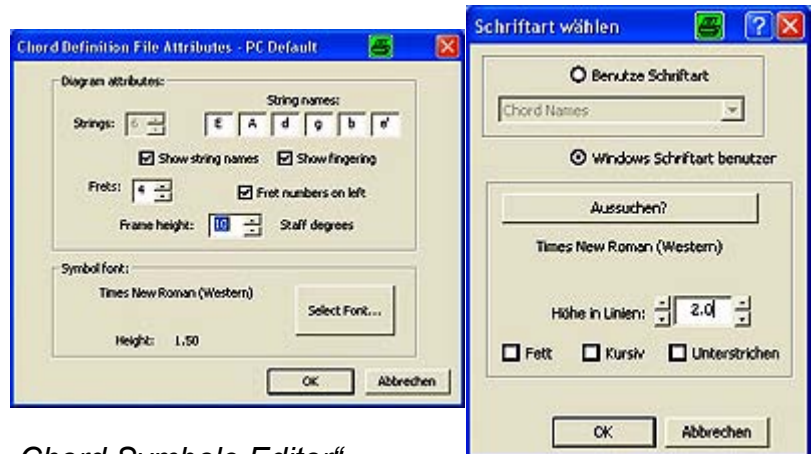 Chord Definition File Attributes - PC Default
Diagram attributes:
String names:
Strings: 6 E A d g b e'
Show string names Show fingering
Frets: 4 Fret numbers on left
Frame height: 10 Staff degrees
Symbol font:
Times New Roman (Western)
Select Font...
Height: 1.50
OK Abbrechen
Schriftart wählen
Benutze Schriftart
Chord Names
Windows Schriftart benutzer
Aussuchen?
Times New Roman (Western)
Höhe in Linien: 2.0
Fett Kursiv Unterstrichen
OK Abbrechen
Chord Symbols Editor“